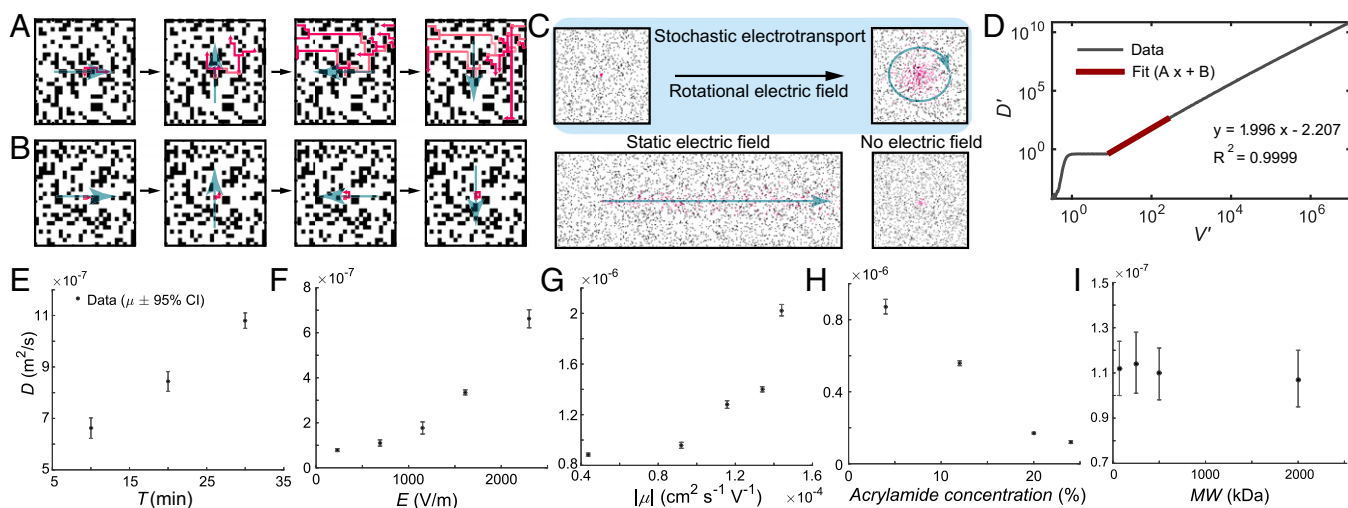 A
B
C
Stochastic electrotransport
Rotational electric field
Static electric field
No electric field
D
D'
10^10
10^5
10^0
Data
Fit (A x + B)
y = 1.996 x - 2.207
R^2 = 0.9999
10^0 10^2 10^4 10^6
V'
E
×10^-7
Data (μ ± 95% CI)
D (m^2/s)
11
9
7
5
5 15 25 35
T (min)
F
×10^-7
8
6
4
2
0
0 1000 2000
E (V/m)
G
×10^-6
2.2
1.8
1.4
1.0
0.8
0.4 0.8 1.2 1.6
×10^-4
|μ| (cm^2 s^-1 V^-1)
H
×10^-6
0.8
0.4
0
0 10 20
Acrylamide concentration (%)
I
×10^-7
1.5
1.3
1.1
0.9
0.7
0 1000 2000
MW (kDa)